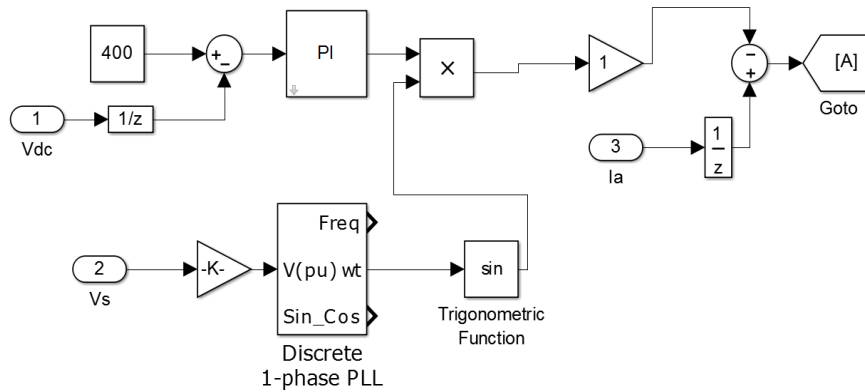 400
+
−
PI
×
1
−
+
[A]
Goto
1
Vdc
1/z
3
Ia
1
z
Freq
V(pu) wt
Sin_Cos
2
Vs
-K-
sin
Trigonometric
Function
Discrete
1-phase PLL